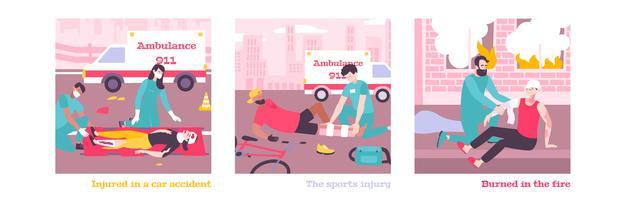 Ambulance
911
Injured in a car accident
Ambulance
911
The sports injury
Burned in the fire